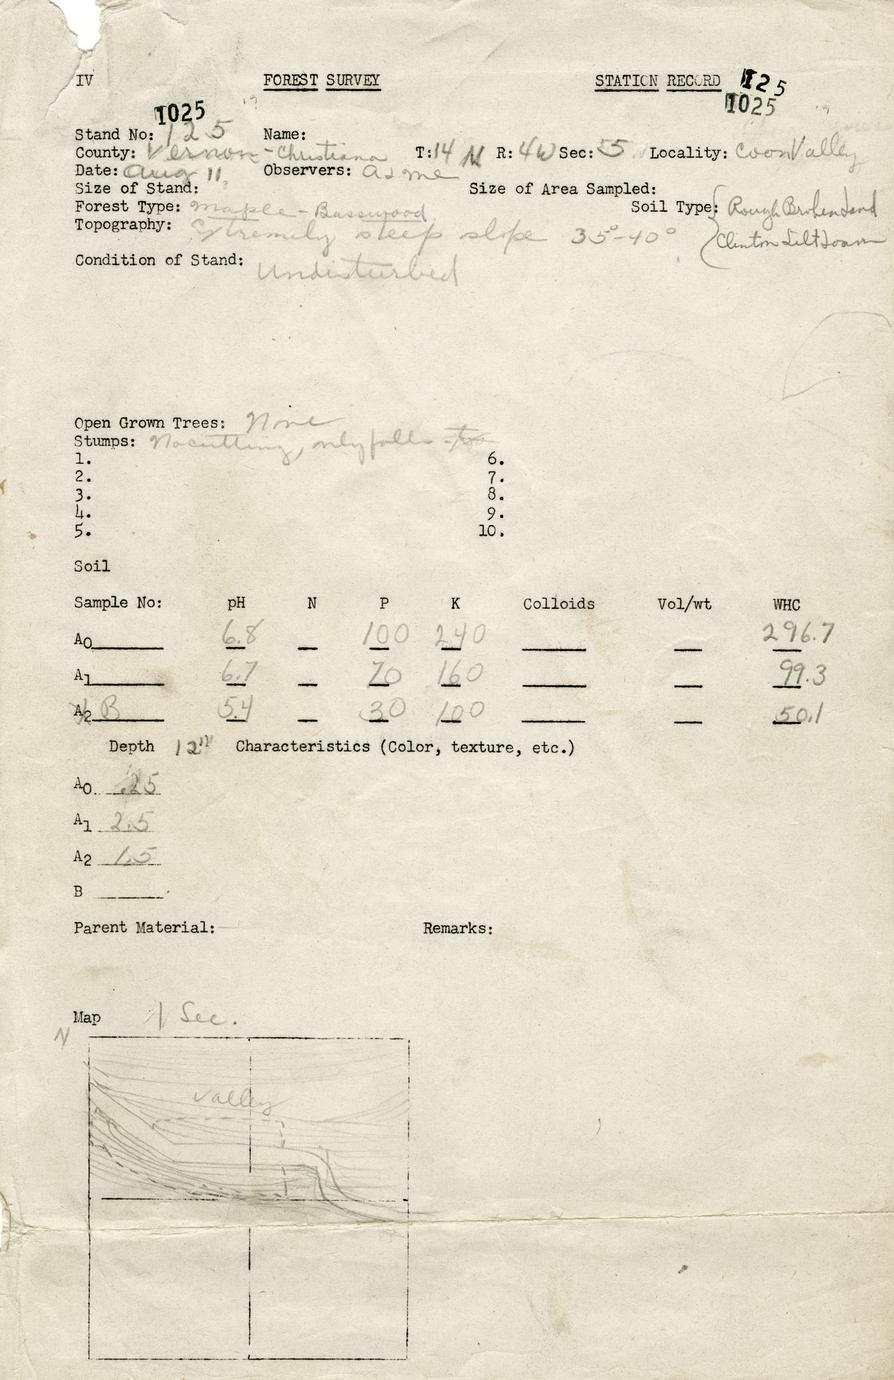 IV FOREST SURVEY STATION RECORD 125
1025 1025
Stand No: 125 Name:
County: Vernon - Christiana T:14 N R: 4W Sec: 55 Locality: Coon Valley
Date: Aug 11 Observers: me
Size of Stand: Size of Area Sampled:
Forest Type: Maple - Basswood Soil Type: Rough Broken Land
Topography: Extremely steep slope 35°-40° Clinton Silt Loam
Condition of Stand: Undisturbed
Open Grown Trees: None
Stumps: No cutting, only falls
1. 6.
2. 7.
3. 8.
4. 9.
5. 10.
Soil
Sample No: pH N P K Colloids Vol/wt WHC
A0 6.8 100 240 296.7
A1 6.7 70 160 99.3
A2 B 5.4 30 100 50.1
Depth 12" Characteristics (Color, texture, etc.)
A0 .25
A1 2.5
A2 1.5
B
Parent Material: Remarks:
Map 1 Sec.
N
Valley